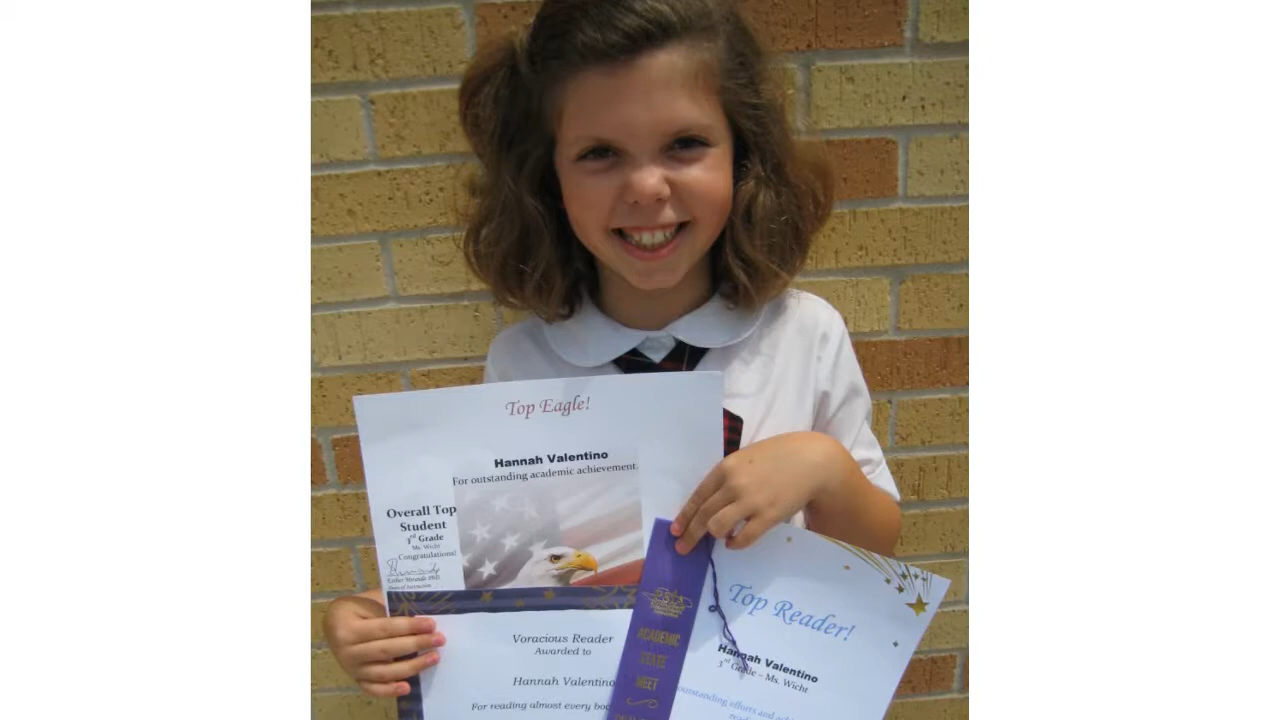 Top Eagle!
Hannah Valentino
For outstanding academic achievement.
Overall Top
Student
3rd Grade
Ms. Wicht
Congratulations!
Voracious Reader
Awarded to
Hannah Valentino
For reading almost every
ACADEMIC
STATE
MEET
Top Reader!
Hannah Valentino
3rd Grade – Ms. Wicht
outstanding efforts and